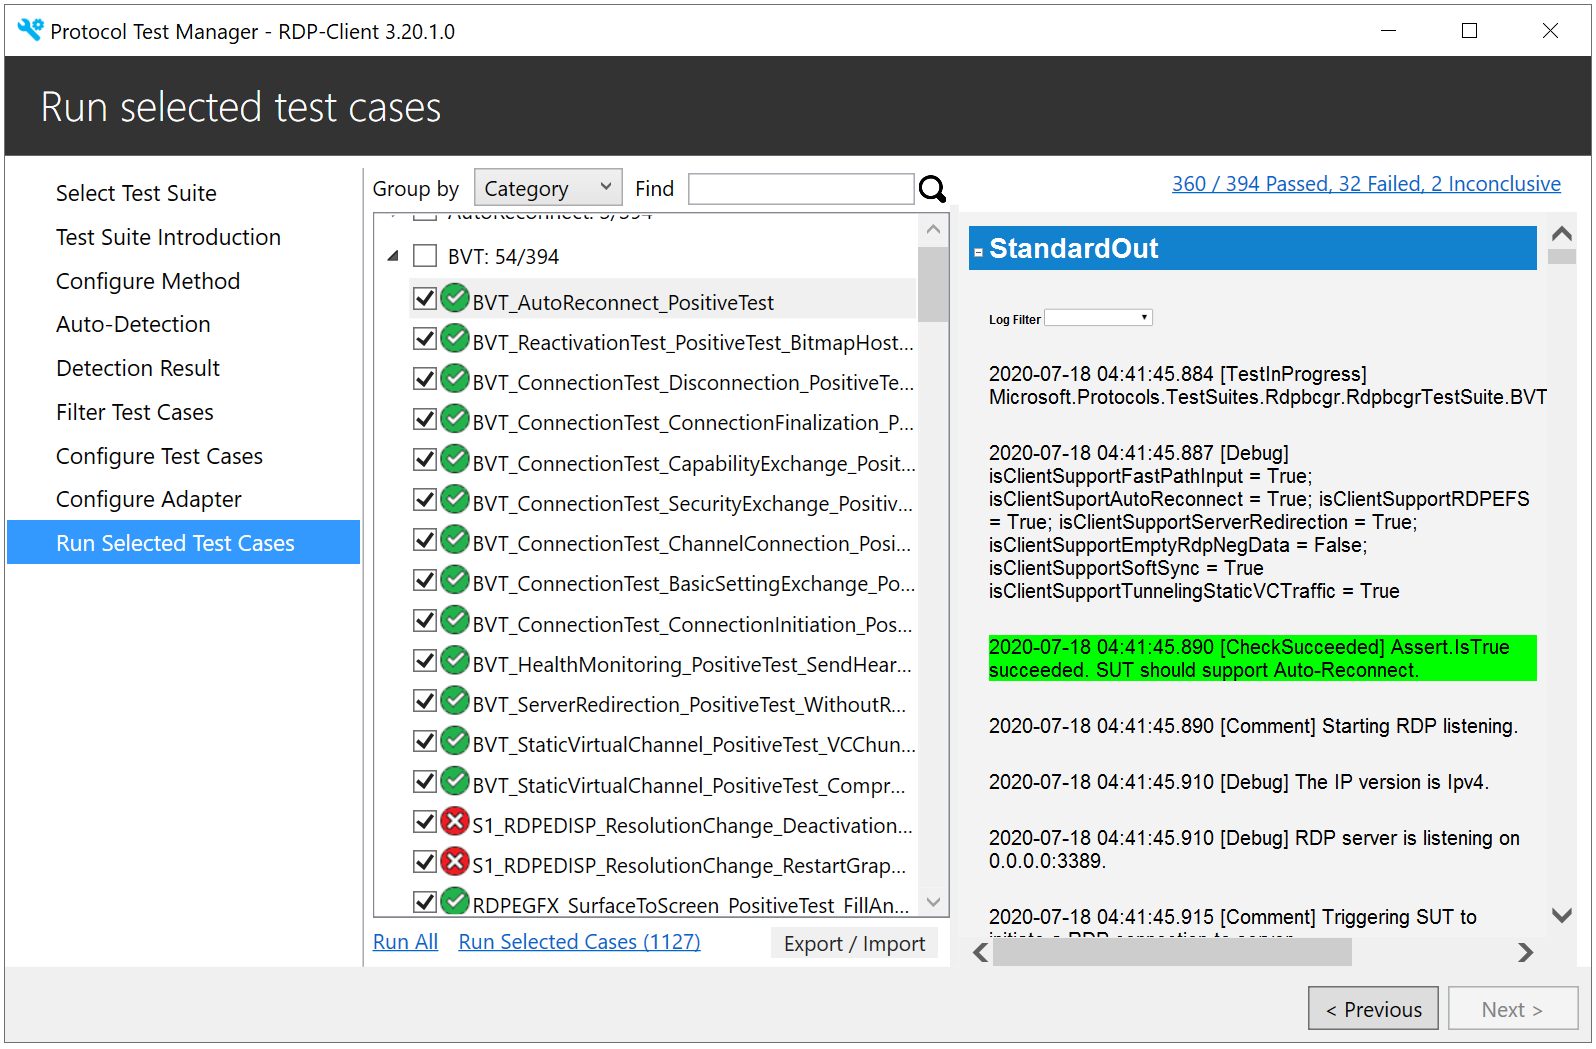 Protocol Test Manager - RDP-Client 3.20.1.0
Run selected test cases
Select Test Suite
Test Suite Introduction
Configure Method
Auto-Detection
Detection Result
Filter Test Cases
Configure Test Cases
Configure Adapter
Run Selected Test Cases
Group by Category Find
AutoReconnect: 5/394
BVT: 54/394
BVT_AutoReconnect_PositiveTest
BVT_ReactivationTest_PositiveTest_BitmapHost...
BVT_ConnectionTest_Disconnection_PositiveTe...
BVT_ConnectionTest_ConnectionFinalization_P...
BVT_ConnectionTest_CapabilityExchange_Posit...
BVT_ConnectionTest_SecurityExchange_Positiv...
BVT_ConnectionTest_ChannelConnection_Posi...
BVT_ConnectionTest_BasicSettingExchange_Po...
BVT_ConnectionTest_ConnectionInitiation_Pos...
BVT_HealthMonitoring_PositiveTest_SendHear...
BVT_ServerRedirection_PositiveTest_WithoutR...
BVT_StaticVirtualChannel_PositiveTest_VCChun...
BVT_StaticVirtualChannel_PositiveTest_Compr...
S1_RDPEDISP_ResolutionChange_Deactivation...
S1_RDPEDISP_ResolutionChange_RestartGrap...
RDPEGFX_SurfaceToScreen_PositiveTest_FillAn...
Run All Run Selected Cases (1127) Export / Import
360 / 394 Passed, 32 Failed, 2 Inconclusive
StandardOut
Log Filter
2020-07-18 04:41:45.884 [TestInProgress]
Microsoft.Protocols.TestSuites.Rdpbcgr.RdpbcgrTestSuite.BVT
2020-07-18 04:41:45.887 [Debug]
isClientSupportFastPathInput = True;
isClientSuportAutoReconnect = True; isClientSupportRDPEFS
= True; isClientSupportServerRedirection = True;
isClientSupportEmptyRdpNegData = False;
isClientSupportSoftSync = True
isClientSupportTunnelingStaticVCTraffic = True
2020-07-18 04:41:45.890 [CheckSucceeded] Assert.IsTrue
succeeded. SUT should support Auto-Reconnect.
2020-07-18 04:41:45.890 [Comment] Starting RDP listening.
2020-07-18 04:41:45.910 [Debug] The IP version is Ipv4.
2020-07-18 04:41:45.910 [Debug] RDP server is listening on
0.0.0.0:3389.
2020-07-18 04:41:45.915 [Comment] Triggering SUT to
initiate a RDP connection to server.
< Previous Next >